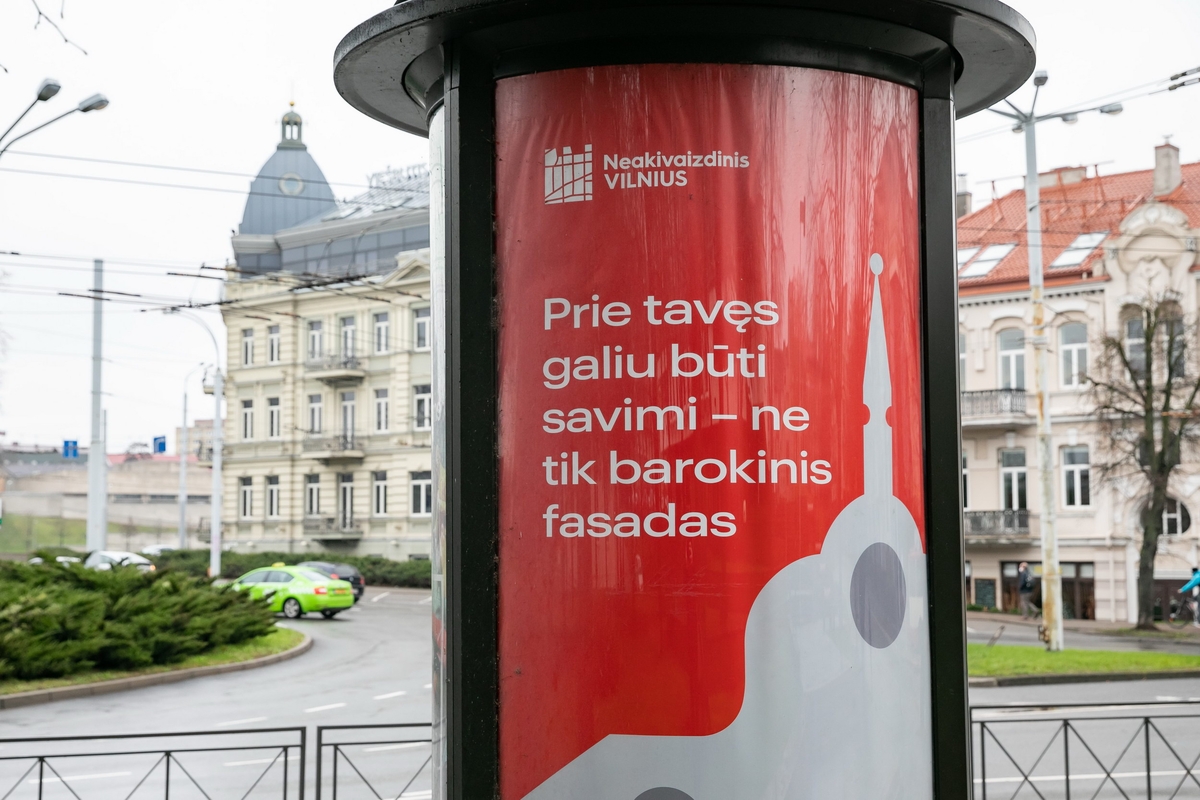 Neakivaizdinis
VILNIUS
Prie tavęs
galiu būti
savimi – ne
tik barokinis
fasadas